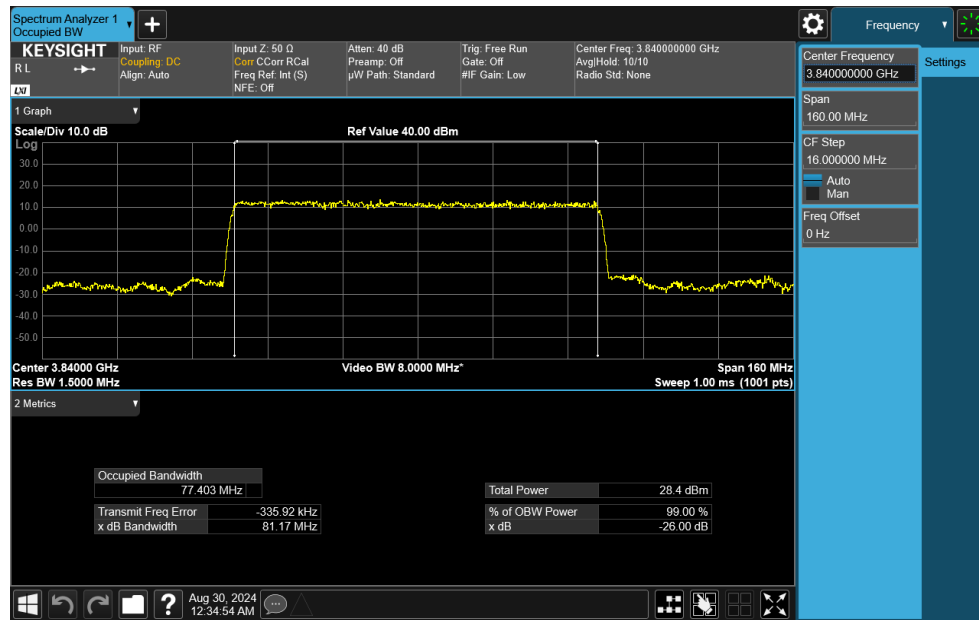 Spectrum Analyzer 1
Occupied BW
Frequency
KEYSIGHT
R L
LXI
Input: RF
Coupling: DC
Align: Auto
Input Z: 50 Ω
Corr CCorr RCal
Freq Ref: Int (S)
NFE: Off
Atten: 40 dB
Preamp: Off
µW Path: Standard
Trig: Free Run
Gate: Off
#IF Gain: Low
Center Freq: 3.840000000 GHz
Avg|Hold: 10/10
Radio Std: None
Center Frequency
3.840000000 GHz
Settings
Span
160.00 MHz
CF Step
16.000000 MHz
Auto
Man
Freq Offset
0 Hz
1 Graph
Scale/Div 10.0 dB
Ref Value 40.00 dBm
Log
30.0
20.0
10.0
0.00
-10.0
-20.0
-30.0
-40.0
-50.0
Center 3.84000 GHz
Video BW 8.0000 MHz*
Span 160 MHz
Res BW 1.5000 MHz
Sweep 1.00 ms (1001 pts)
2 Metrics
Occupied Bandwidth
77.403 MHz
Total Power 28.4 dBm
Transmit Freq Error -335.92 kHz
% of OBW Power 99.00 %
x dB Bandwidth 81.17 MHz
x dB -26.00 dB
Aug 30, 2024
12:34:54 AM